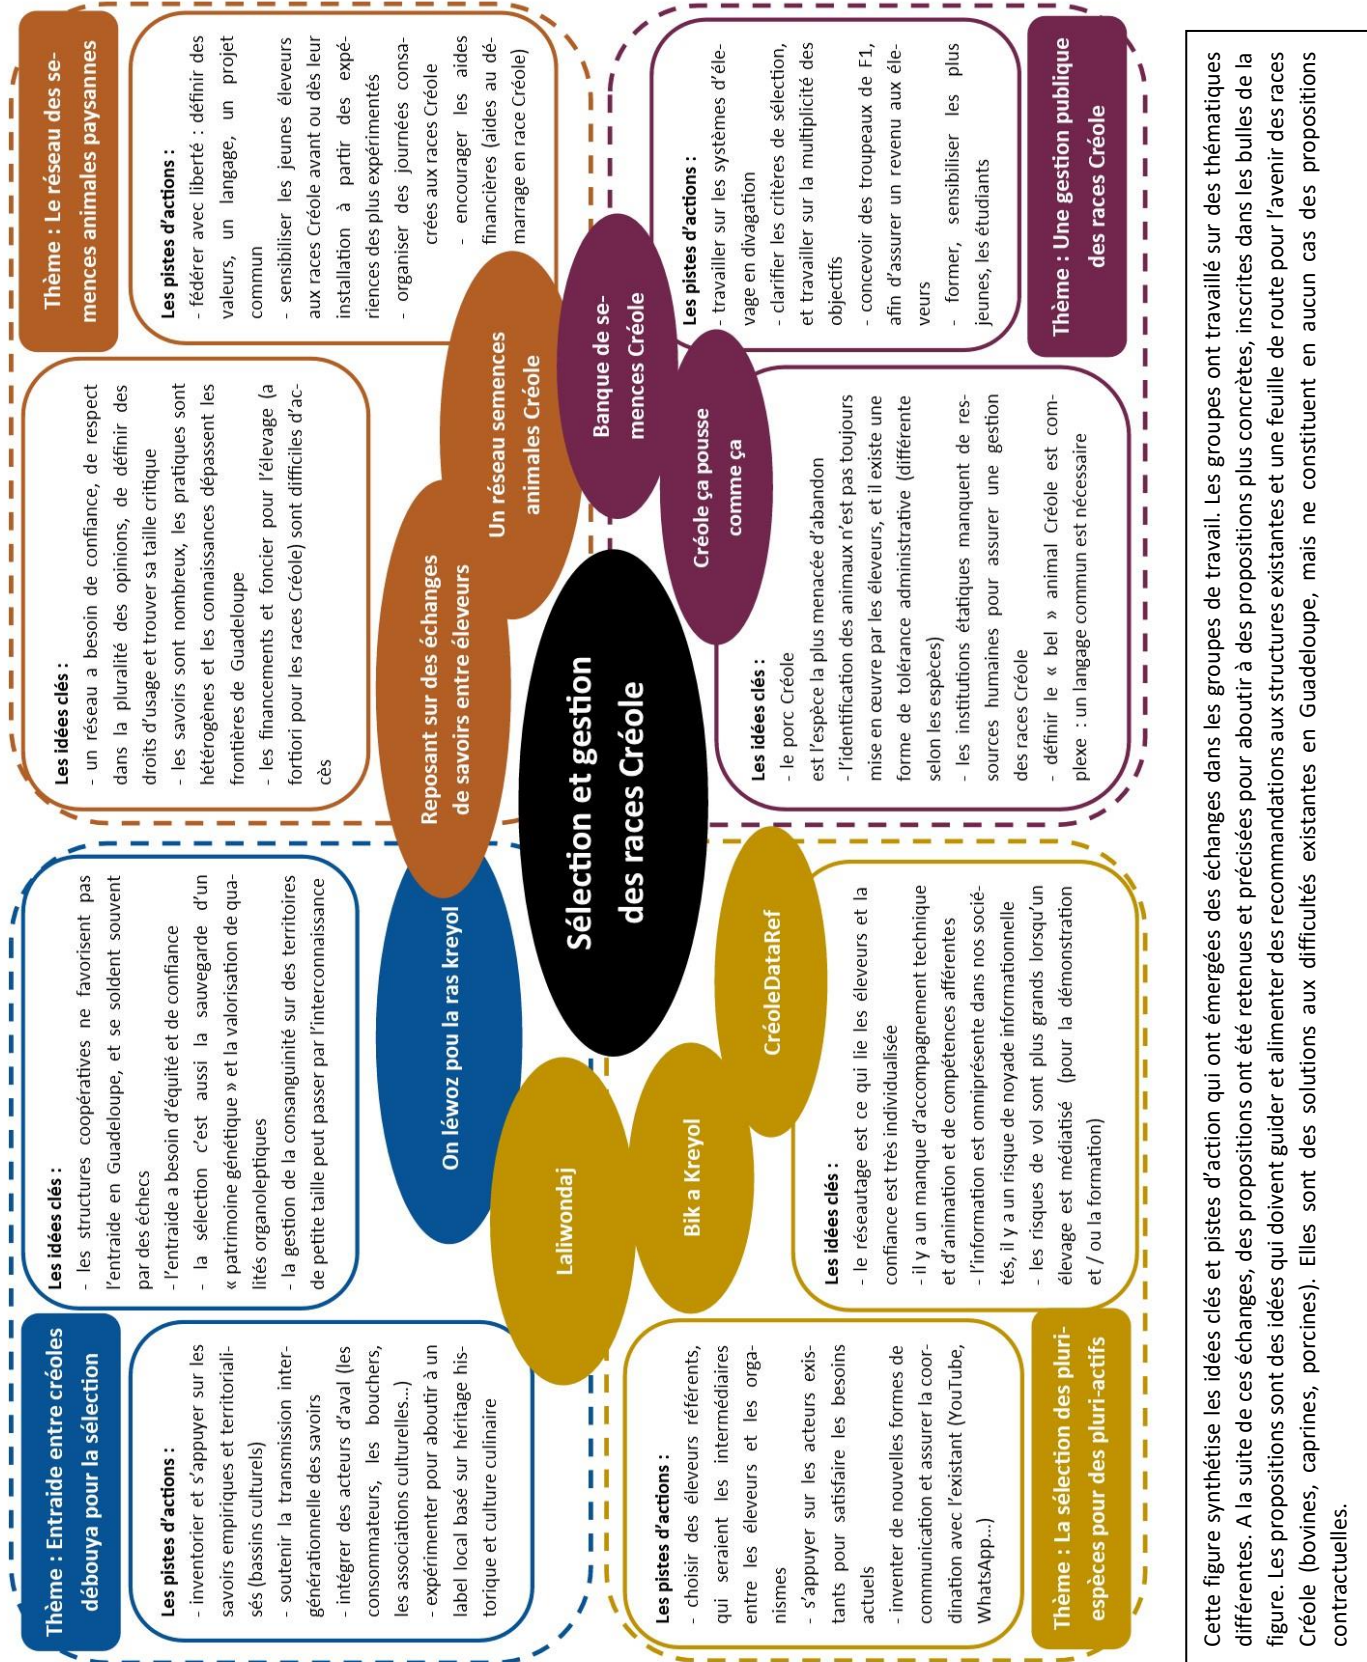 Thème : Entraide entre créoles
débouya pour la sélection
Les pistes d'actions :
- inventorier et s'appuyer sur les
savoirs empiriques et territoriali-
sés (bassins culturels)
- soutenir la transmission inter-
générationnelle des savoirs
- intégrer des acteurs d'aval (les
consommateurs, les bouchers,
les associations culturelles...)
- expérimenter pour aboutir à un
label local basé sur héritage his-
torique et culture culinaire
Les idées clés :
- les structures coopératives ne favorisent pas
l'entraide en Guadeloupe, et se soldent souvent
par des échecs
- l'entraide a besoin d'équité et de confiance
- la sélection c'est aussi la sauvegarde d'un
« patrimoine génétique » et la valorisation de qua-
lités organoleptiques
- la gestion de la consanguinité sur des territoires
de petite taille peut passer par l'interconnaissance
On léwoz pou la ras kreyol
Les idées clés :
- un réseau a besoin de confiance, de respect
dans la pluralité des opinions, de définir des
droits d'usage et trouver sa taille critique
- les savoirs sont nombreux, les pratiques sont
hétérogènes et les connaissances dépassent les
frontières de Guadeloupe
- les financements et foncier pour l'élevage (a
fortiori pour les races Créole) sont difficiles d'ac-
cès
Thème : Le réseau des se-
mences animales paysannes
Les pistes d'actions :
- fédérer avec liberté : définir des
valeurs, un langage, un projet
commun
- sensibiliser les jeunes éleveurs
aux races Créole avant ou dès leur
installation à partir des expé-
riences des plus expérimentés
- organiser des journées consa-
crées aux races Créole
- encourager les aides
financières (aides au dé-
marrage en race Créole)
Reposant sur des échanges
de savoirs entre éleveurs
Un réseau semences
animales Créole
Sélection et gestion
des races Créole
Laliwondaj
Bik a Kreyol
CréoleDataRef
Banque de se-
mences Créole
Créole ça pousse
comme ça
Les pistes d'actions :
- choisir des éleveurs référents,
qui seraient les intermédiaires
entre les éleveurs et les orga-
nismes
- s'appuyer sur les acteurs exis-
tants pour satisfaire les besoins
actuels
- inventer de nouvelles formes de
communication et assurer la coor-
dination avec l'existant (YouTube,
WhatsApp...)
Thème : La sélection des pluri-
espèces pour des pluri-actifs
Les idées clés :
- le réseautage est ce qui lie les éleveurs et la
confiance est très individualisée
- il y a un manque d'accompagnement technique
et d'animation et de compétences afférentes
- l'information est omniprésente dans nos socié-
tés, il y a un risque de noyade informationnelle
- les risques de vol sont plus grands lorsqu'un
élevage est médiatisé (pour la démonstration
et / ou la formation)
Les idées clés :
- le porc Créole
est l'espèce la plus menacée d'abandon
- l'identification des animaux n'est pas toujours
mise en œuvre par les éleveurs, et il existe une
forme de tolérance administrative (différente
selon les espèces)
- les institutions étatiques manquent de res-
sources humaines pour assurer une gestion
des races Créole
- définir le « bel » animal Créole est com-
plexe : un langage commun est nécessaire
Les pistes d'actions :
- travailler sur les systèmes d'éle-
vage en divagation
- clarifier les critères de sélection,
et travailler sur la multiplicité des
objectifs
- concevoir des troupeaux de F1,
afin d'assurer un revenu aux éle-
veurs
- former, sensibiliser les plus
jeunes, les étudiants
Thème : Une gestion publique
des races Créole
Cette figure synthétise les idées clés et pistes d'action qui ont émergées des échanges dans les groupes de travail. Les groupes ont travaillé sur des thématiques
différentes. A la suite de ces échanges, des propositions ont été retenues et précisées pour aboutir à des propositions plus concrètes, inscrites dans les bulles de la
figure. Les propositions sont des idées qui doivent guider et alimenter des recommandations aux structures existantes et une feuille de route pour l'avenir des races
Créole (bovines, caprines, porcines). Elles sont des solutions aux difficultés existantes en Guadeloupe, mais ne constituent en aucun cas des propositions
contractuelles.